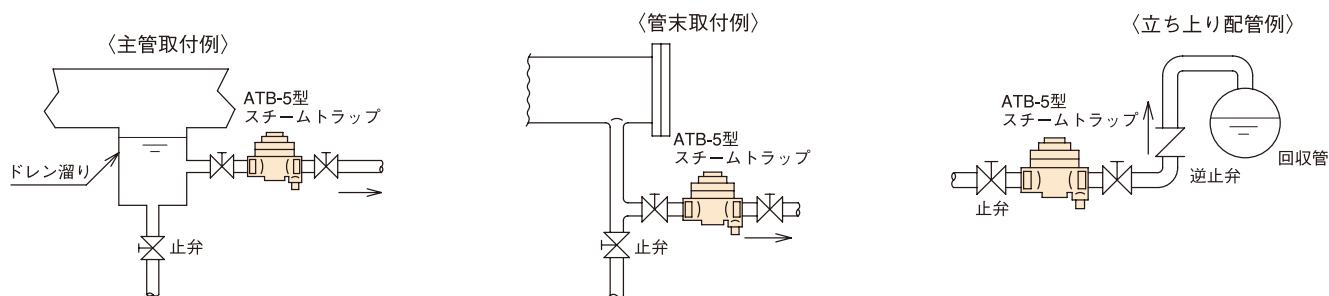 〈主管取付例〉
ATB-5型
スチームトラップ
ドレン溜り
止弁
〈管末取付例〉
ATB-5型
スチームトラップ
止弁
〈立ち上り配管例〉
ATB-5型
スチームトラップ
回収管
逆止弁
止弁